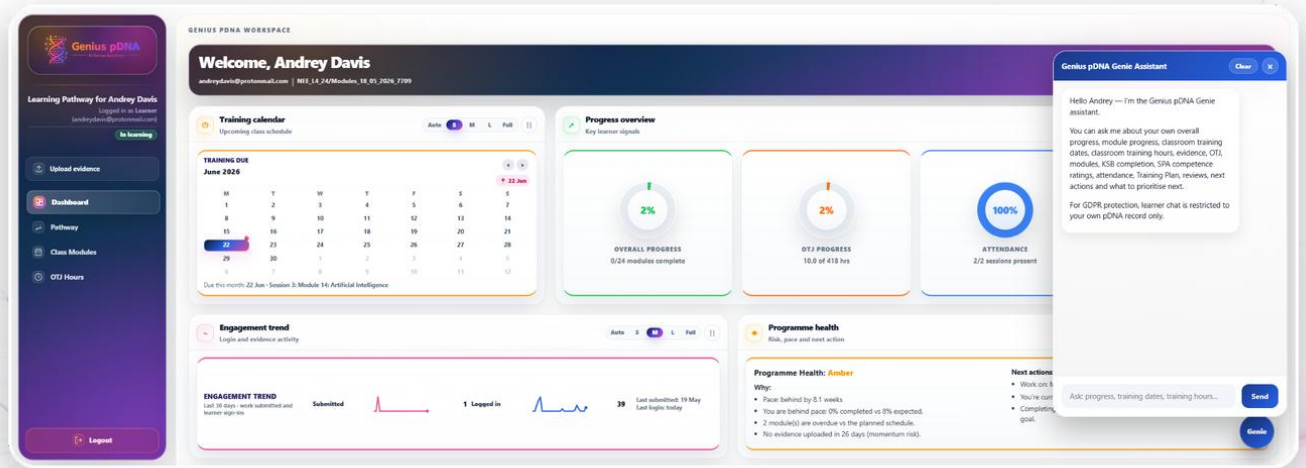 Genius pDNA
Learning Pathway for Andrey Davis
Logged in as Learner
(andreydavis@protonmail.com)
In learning
Upload evidence
Dashboard
Pathway
Class Modules
OTJ Hours
Logout
GENIUS PDNA WORKSPACE
Welcome, Andrey Davis
andreydavis@protonmail.com | NEE_L4_24/Modules_18_05_2026_7709
Training calendar
Upcoming class schedule
Auto S M L Full
TRAINING DUE
June 2026
< >
22 Jun
M T W T F S S
1 2 3 4 5 6 7
8 9 10 11 12 13 14
15 16 17 18 19 20 21
22 23 24 25 26 27 28
29 30 1 2 3 4 5
6 7 8 9 10 11 12
Due this month: 22 Jun - Session 3: Module 14: Artificial Intelligence
Progress overview
Key learner signals
2%
OVERALL PROGRESS
0/24 modules complete
2%
OTJ PROGRESS
10.0 of 418 hrs
100%
ATTENDANCE
2/2 sessions present
Engagement trend
Login and evidence activity
Auto S M L Full
ENGAGEMENT TREND
Last 30 days - work submitted and
learner sign-ins
Submitted
1 Logged in
39
Last submitted: 19 May
Last login: today
Programme health
Risk, pace and next action
Programme Health: Amber
Why:
• Pace: behind by 8.1 weeks
• You are behind pace: 0% completed vs 8% expected.
• 2 module(s) are overdue vs the planned schedule.
• No evidence uploaded in 26 days (momentum risk).
Next actions
• Work on:
• You're
• Completing
goal.
Genius pDNA Genie Assistant
Clear ×
Hello Andrey — I'm the Genius pDNA Genie
assistant.
You can ask me about your own overall
progress, module progress, classroom training
dates, classroom training hours, evidence, OTJ,
modules, KSB completion, SPA competence
ratings, attendance, Training Plan, reviews, next
actions and what to prioritise next.
For GDPR protection, learner chat is restricted to
your own pDNA record only.
Ask: progress, training dates, training hours...
Send
Genie